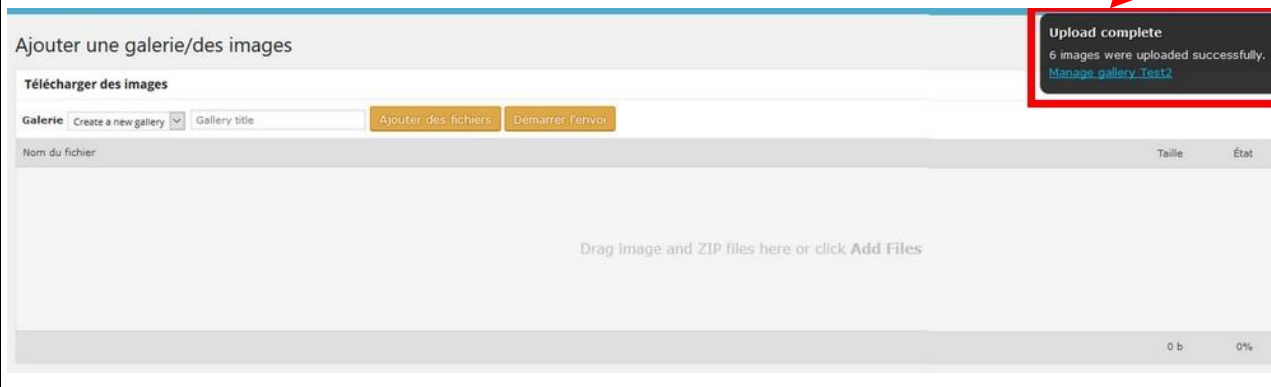 Ajouter une galerie/des images
Upload complete
6 images were uploaded successfully.
Manage gallery Test2
Télécharger des images
Galerie Create a new gallery Gallery title Ajouter des fichiers Démarrer l'envoi
Nom du fichier Taille État
Drag image and ZIP files here or click Add Files
0 b 0%